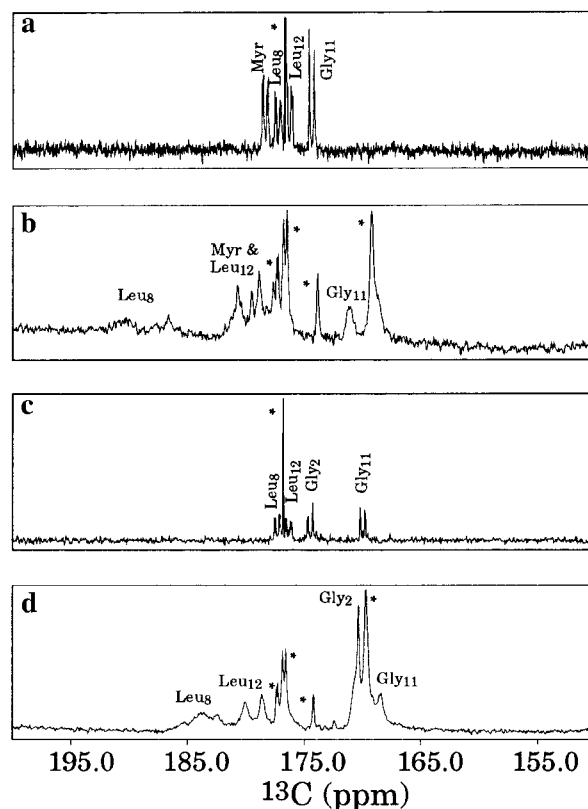 a
*
Myr
Leu8
Leu12
Gly11
b
Leu8
Myr &
Leu12
*
*
*
Gly11
*
c
*
Leu8
Leu12
Gly2
Gly11
d
Leu8
Leu12
*
*
*
Gly2
*
Gly11
195.0 185.0 175.0 165.0 155.0
13C (ppm)